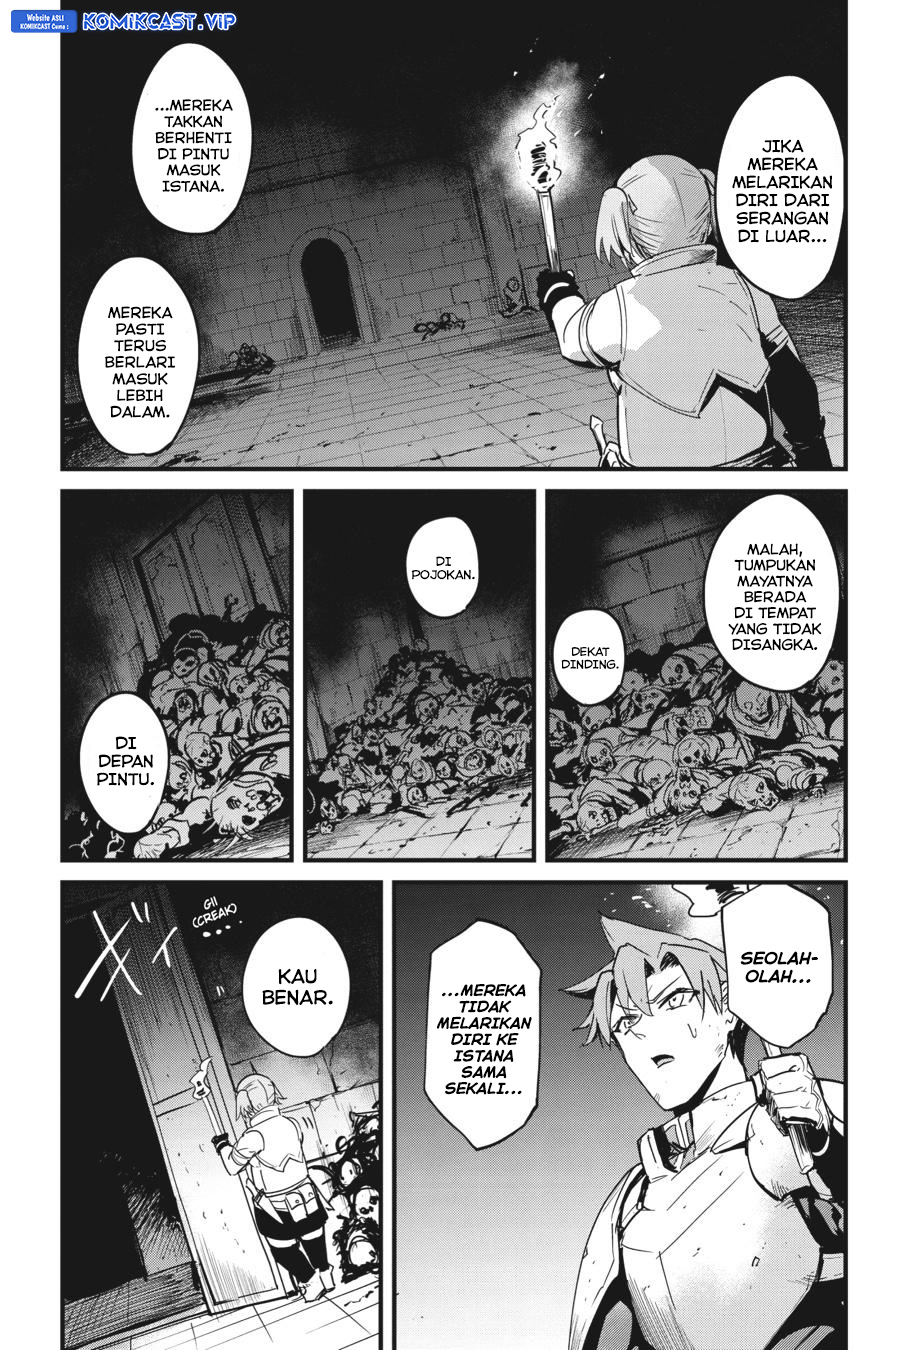 Website ASLI
KOMIKCAST Cuma :
KOMIKCAST.VIP
JIKA
MEREKA
MELARIKAN
DIRI DARI
SERANGAN
DI LUAR...
...MEREKA
TAKKAN
BERHENTI
DI PINTU
MASUK
ISTANA.
MEREKA
PASTI
TERUS
BERLARI
MASUK
LEBIH
DALAM.
MALAH,
TUMPUKAN
MAYATNYA
BERADA
DI TEMPAT
YANG TIDAK
DISANGKA.
DEKAT
DINDING.
DI
POJOKAN.
DI
DEPAN
PINTU.
SEOLAH-
OLAH...
...MEREKA
TIDAK
MELARIKAN
DIRI KE
ISTANA
SAMA
SEKALI...
KAU
BENAR.
GII
(CREAK)
ギィ